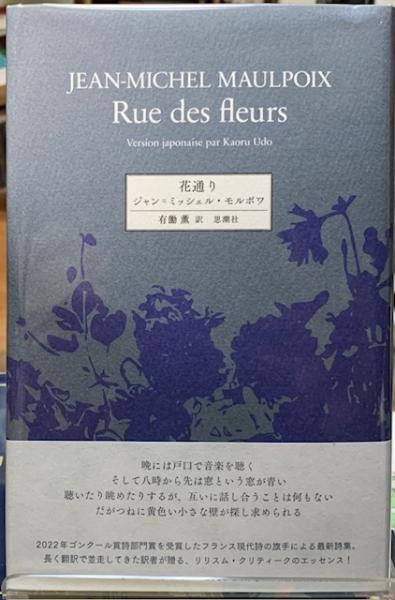 JEAN-MICHEL MAULPOIX
Rue des fleurs
Version japonaise par Kaoru Udo
花通り
ジャン=ミッシェル・モルポワ
有働薫 訳 思潮社
晩には戸口で音楽を聴く
そして八時から先は窓という窓が青い
聴いたり眺めたりするが、互いに話し合うことは何もない
だがつねに黄色い小さな壁が探し求められる
2022年ゴンクール賞詩部門賞を受賞したフランス現代詩の旗手による最新詩集。
長く翻訳で並走してきた訳者が贈る、リリスム・クリティークのエッセンス！